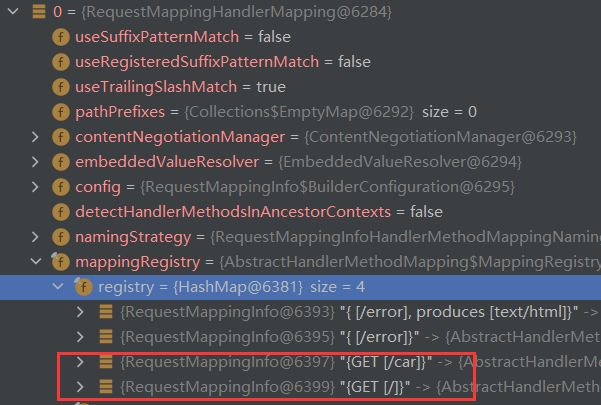 0 = {RequestMappingHandlerMapping@6284}
f useSuffixPatternMatch = false
f useRegisteredSuffixPatternMatch = false
f useTrailingSlashMatch = true
f pathPrefixes = {Collections$EmptyMap@6292} size = 0
f contentNegotiationManager = {ContentNegotiationManager@6293}
f embeddedValueResolver = {EmbeddedValueResolver@6294}
f config = {RequestMappingInfo$BuilderConfiguration@6295}
f detectHandlerMethodsInAncestorContexts = false
f namingStrategy = {RequestMappingInfoHandlerMethodMappingNamin
f mappingRegistry = {AbstractHandlerMethodMapping$MappingRegistry
f registry = {HashMap@6381} size = 4
{RequestMappingInfo@6393} "{ [/error], produces [text/html]}" ->
{RequestMappingInfo@6395} "{ [/error]}" -> {AbstractHandlerMet
{RequestMappingInfo@6397} "{GET [/car]}" -> {AbstractHandlerM
{RequestMappingInfo@6399} "{GET [/]}" -> {AbstractHandlerMeth